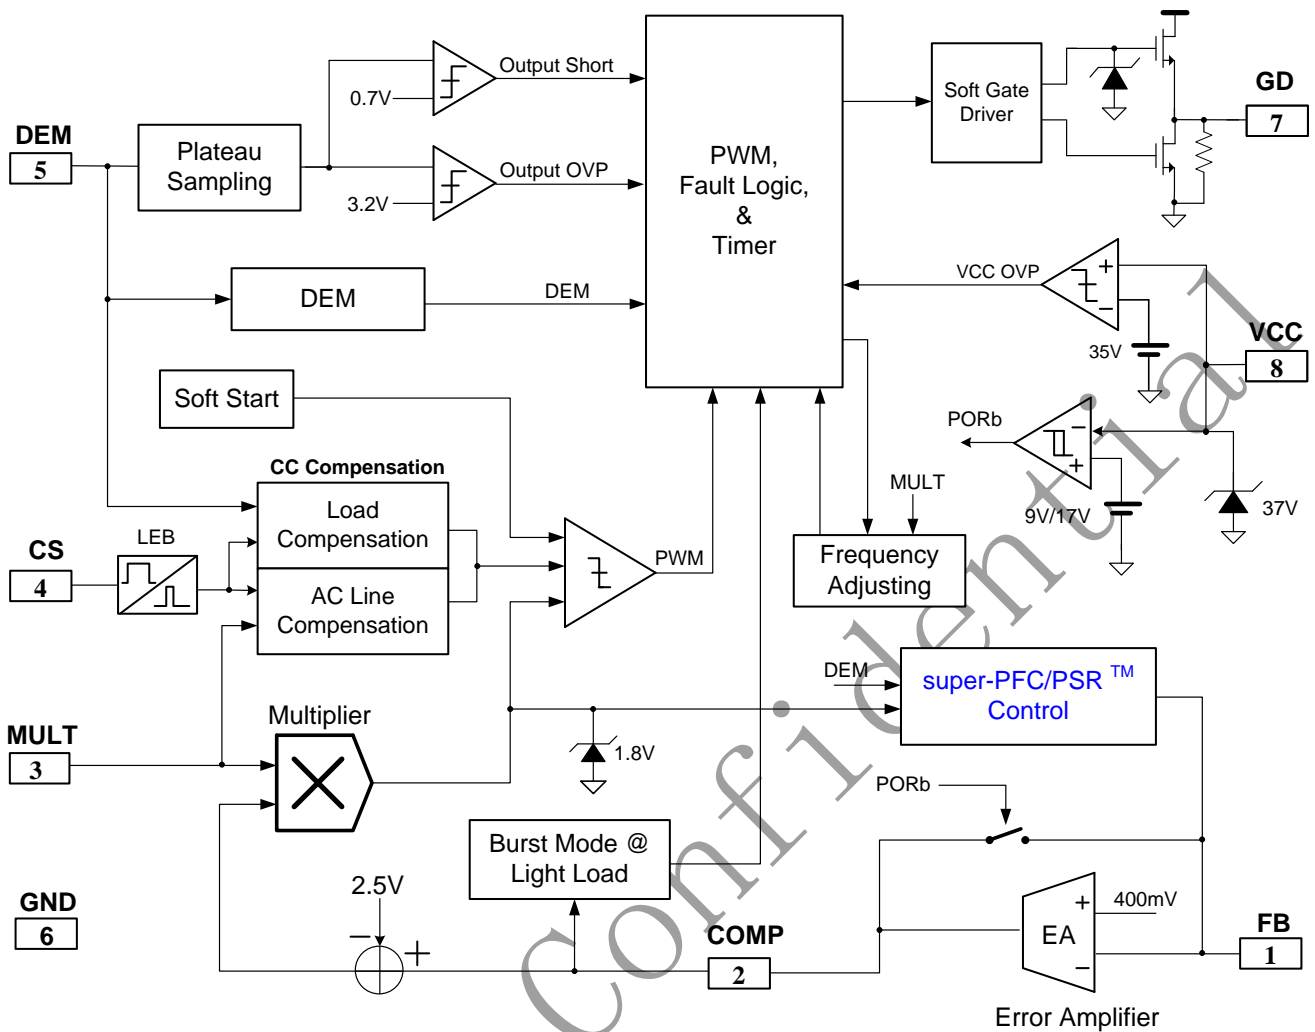 DEM
5
Plateau
Sampling
0.7V
3.2V
Output Short
Output OVP
PWM,
Fault Logic,
&
Timer
Soft Gate
Driver
GD
7
DEM
DEM
VCC OVP
35V
VCC
8
Soft Start
PORb
9V/17V
37V
CC Compensation
Load
Compensation
AC Line
Compensation
LEB
CS
4
PWM
MULT
Frequency
Adjusting
DEM
super-PFC/PSR TM
Control
MULT
3
Multiplier
1.8V
PORb
Burst Mode @
Light Load
2.5V
GND
6
COMP
2
EA
400mV
FB
1
Error Amplifier
Confidential